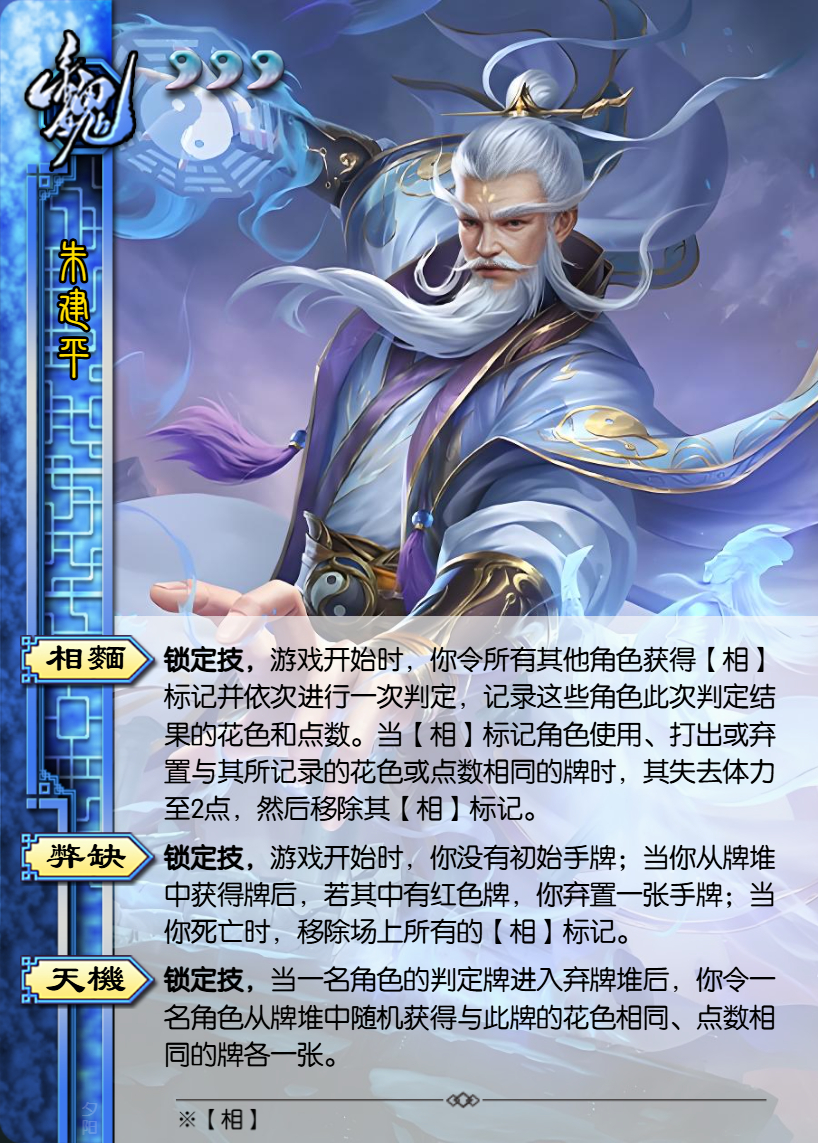 魏
朱建平
相麵
锁定技，游戏开始时，你令所有其他角色获得【相】
标记并依次进行一次判定，记录这些角色此次判定结
果的花色和点数。当【相】标记角色使用、打出或弃
置与其所记录的花色或点数相同的牌时，其失去体力
至2点，然后移除其【相】标记。
弊缺
锁定技，游戏开始时，你没有初始手牌；当你从牌堆
中获得牌后，若其中有红色牌，你弃置一张手牌；当
你死亡时，移除场上所有的【相】标记。
天機
锁定技，当一名角色的判定牌进入弃牌堆后，你令一
名角色从牌堆中随机获得与此牌的花色相同、点数相
同的牌各一张。
※【相】
夕阳